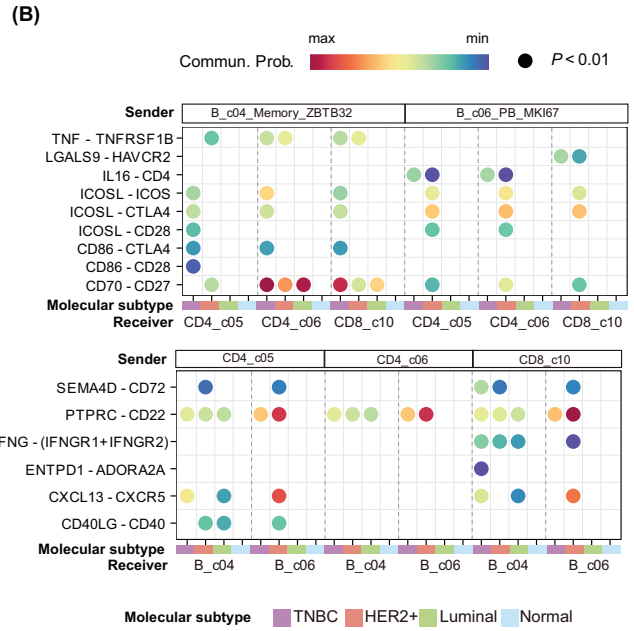 (B)
max min
Commun. Prob. P < 0.01
Sender B_c04_Memory_ZBTB32 B_c06_PB_MKI67
TNF - TNFRSF1B
LGALS9 - HAVCR2
IL16 - CD4
ICOSL - ICOS
ICOSL - CTLA4
ICOSL - CD28
CD86 - CTLA4
CD86 - CD28
CD70 - CD27
Molecular subtype
Receiver CD4_c05 CD4_c06 CD8_c10 CD4_c05 CD4_c06 CD8_c10
Sender CD4_c05 CD4_c06 CD8_c10
SEMA4D - CD72
PTPRC - CD22
FNG - (IFNGR1+IFNGR2)
ENTPD1 - ADORA2A
CXCL13 - CXCR5
CD40LG - CD40
Molecular subtype
Receiver B_c04 B_c06 B_c04 B_c06 B_c04 B_c06
Molecular subtype TNBC HER2+ Luminal Normal